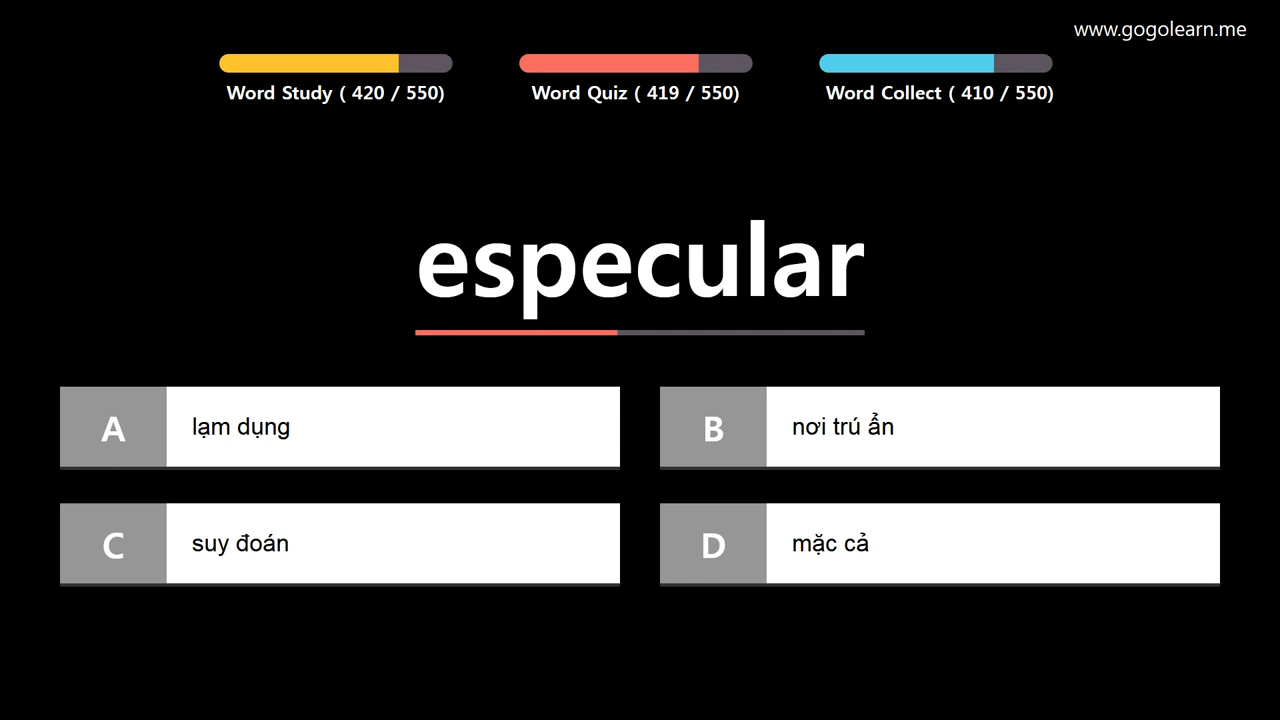 www.gogolearn.me
Word Study ( 420 / 550)
Word Quiz ( 419 / 550)
Word Collect ( 410 / 550)
especular
A
lạm dụng
B
nơi trú ẩn
C
suy đoán
D
mặc cả